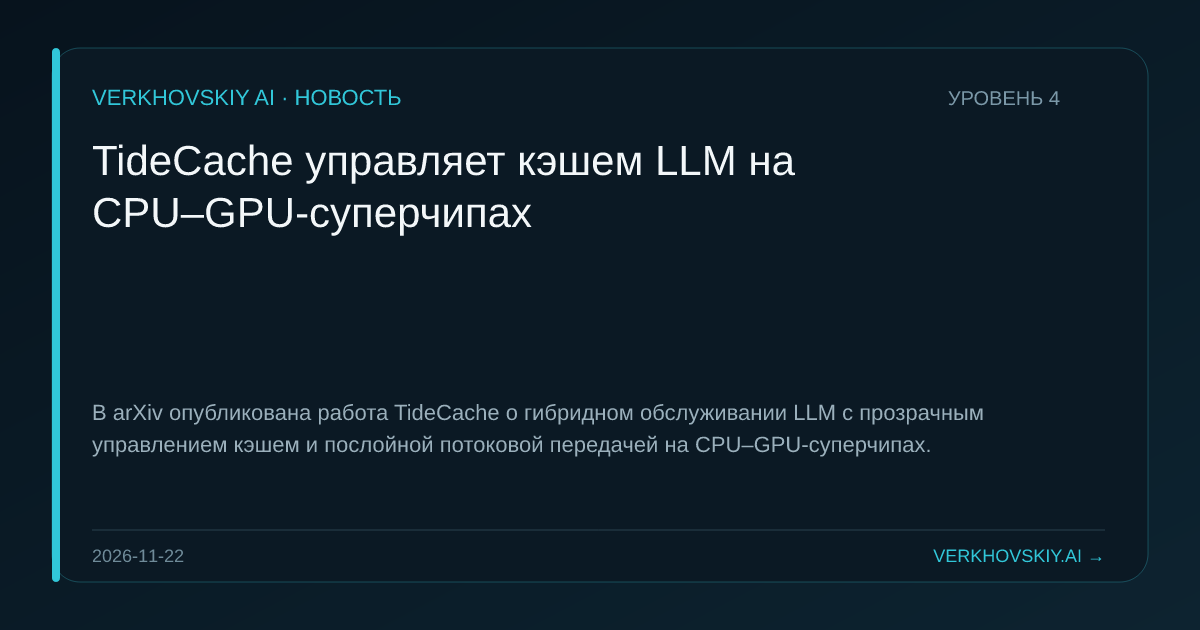 VERKHOVSKIY AI · НОВОСТЬ
УРОВЕНЬ 4
TideCache управляет кэшем LLM на
CPU–GPU-суперчипах
В arXiv опубликована работа TideCache о гибридном обслуживании LLM с прозрачным
управлением кэшем и послойной потоковой передачей на CPU–GPU-суперчипах.
2026-11-22
VERKHOVSKIY.AI →